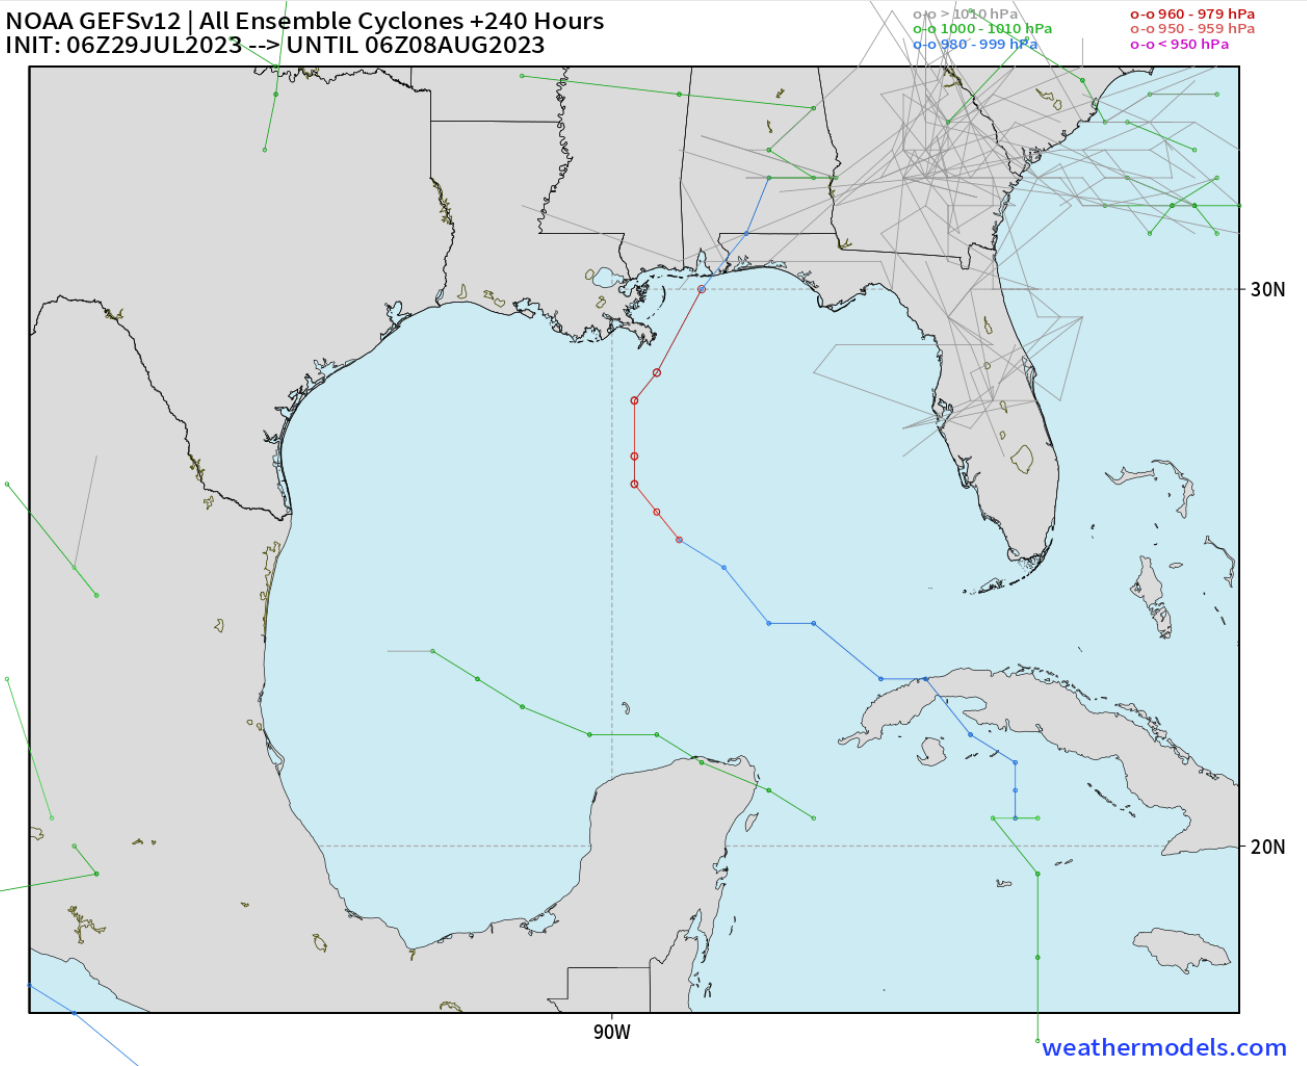 NOAA GEFSv12 | All Ensemble Cyclones +240 Hours
INIT: 06Z29JUL2023 --> UNTIL 06Z08AUG2023
o-o > 1010 hPa
o-o 1000 - 1010 hPa
o-o 980 - 999 hPa
o-o 960 - 979 hPa
o-o 950 - 959 hPa
o-o < 950 hPa
30N
20N
90W
weathermodels.com